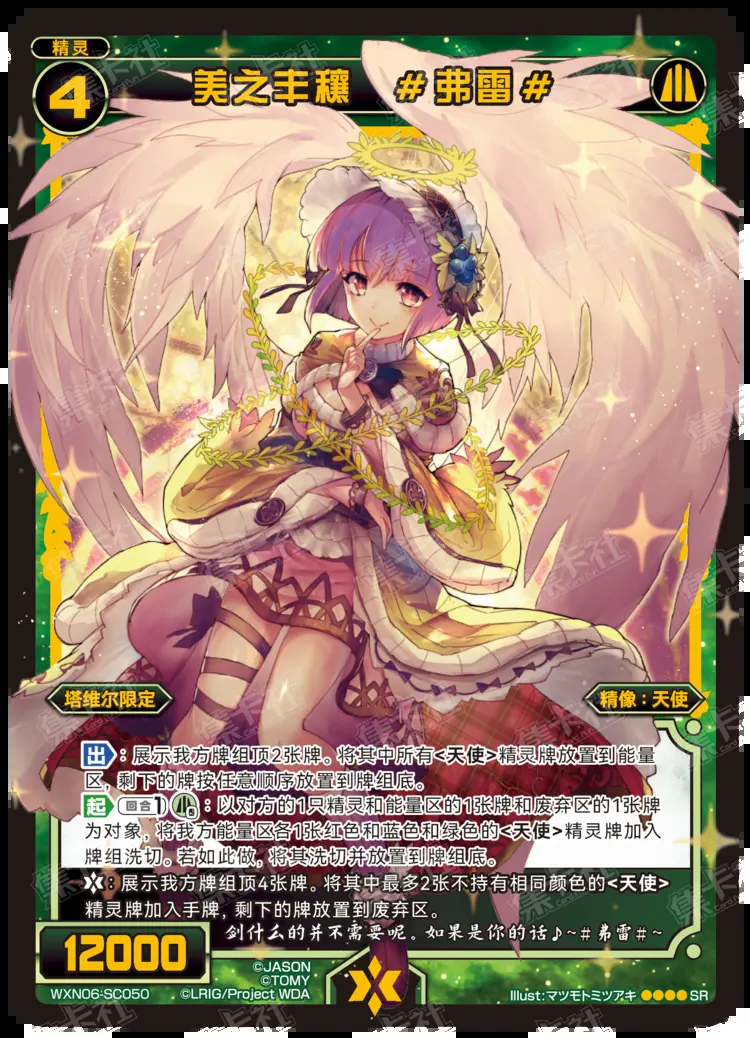 精灵
4
美之丰穰 #弗雷#
塔维尔限定
精像:天使
出:展示我方牌组顶2张牌。将其中所有<天使>精灵牌放置到能量
区,剩下的牌按任意顺序放置到牌组底。
起 回合1 0:以对方的1只精灵和能量区的1张牌和废弃区的1张牌
为对象,将我方能量区各1张红色和蓝色和绿色的<天使>精灵牌加入
牌组洗切。若如此做,将其洗切并放置到牌组底。
:展示我方牌组顶4张牌。将其中最多2张不持有相同颜色的<天使>
精灵牌加入手牌,剩下的牌放置到废弃区。
剑什么的并不需要呢。如果是你的话♪~#弗雷#~
12000
©JASON
©TOMY
WXN06-SC050 ©LRIG/Project WDA
Illust:マツモトミツアキ ●●●●SR
集卡社